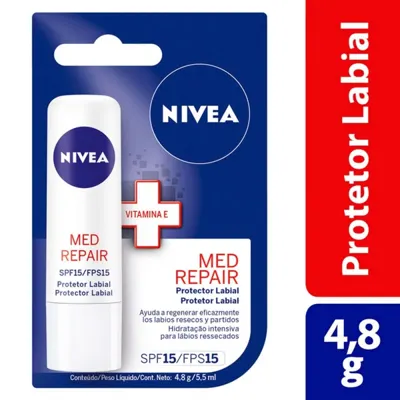 NIVEA
MED
REPAIR
SPF15/FPS15
Protetor Labial
Protector Labial
NIVEA
VITAMINA E
MED
REPAIR
Protector Labial
Protetor Labial
Ayuda a regenerar eficazmente
los labios resecos y partidos
Hidratação intensiva
para lábios ressecados
SPF15/FPS15
Contenido/Peso Líquido/Cont. Neto: 4,8 g/5,5 ml
Protetor Labial
4,8
g